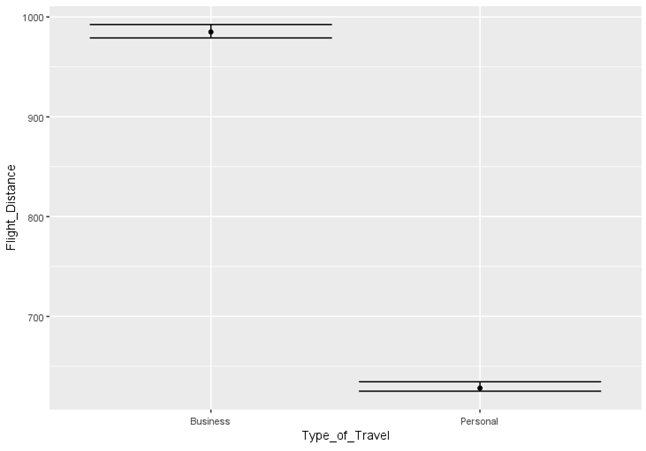 1000
900
800
700
Flight_Distance
Business
Personal
Type_of_Travel